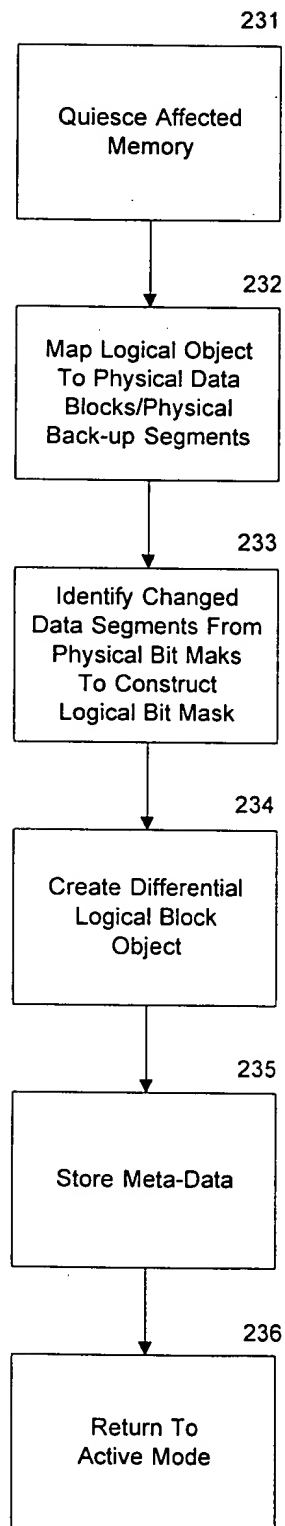 231
Quiesce Affected
Memory
232
Map Logical Object
To Physical Data
Blocks/Physical
Back-up Segments
233
Identify Changed
Data Segments From
Physical Bit Maks
To Construct
Logical Bit Mask
234
Create Differential
Logical Block
Object
235
Store Meta-Data
236
Return To
Active Mode